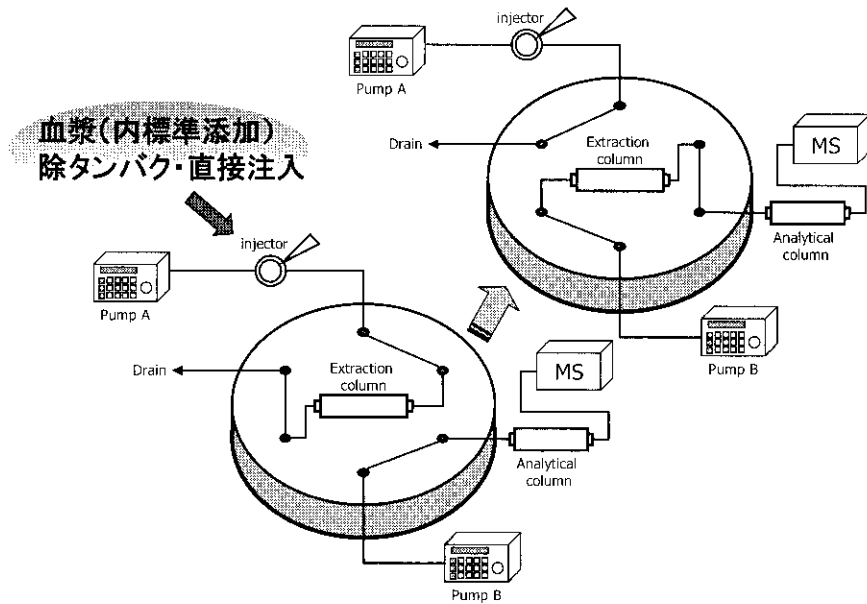 injector
Pump A
Drain
Extraction
column
MS
Analytical
column
Pump B
血漿(内標準添加)
除タンパク・直接注入
injector
Pump A
Drain
Extraction
column
MS
Analytical
column
Pump B